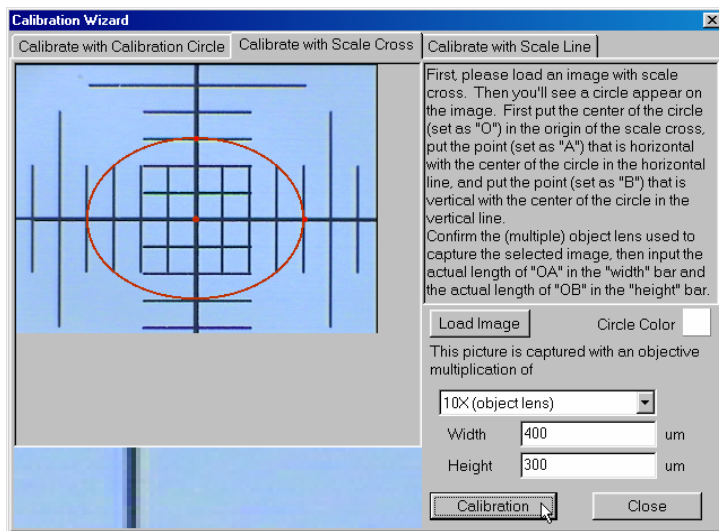 Calibration Wizard
Calibrate with Calibration Circle
Calibrate with Scale Cross
Calibrate with Scale Line
First, please load an image with scale
cross. Then you'll see a circle appear on
the image. First put the center of the circle
(set as "O") in the origin of the scale cross,
put the point (set as "A") that is horizontal
with the center of the circle in the horizontal
line, and put the point (set as "B") that is
vertical with the center of the circle in the
vertical line.
Confirm the (multiple) object lens used to
capture the selected image, then input the
actual length of "OA" in the "width" bar and
the actual length of "OB" in the "height" bar.
Load Image
Circle Color
This picture is captured with an objective
multiplication of
10X (object lens)
Width 400 um
Height 300 um
Calibration
Close